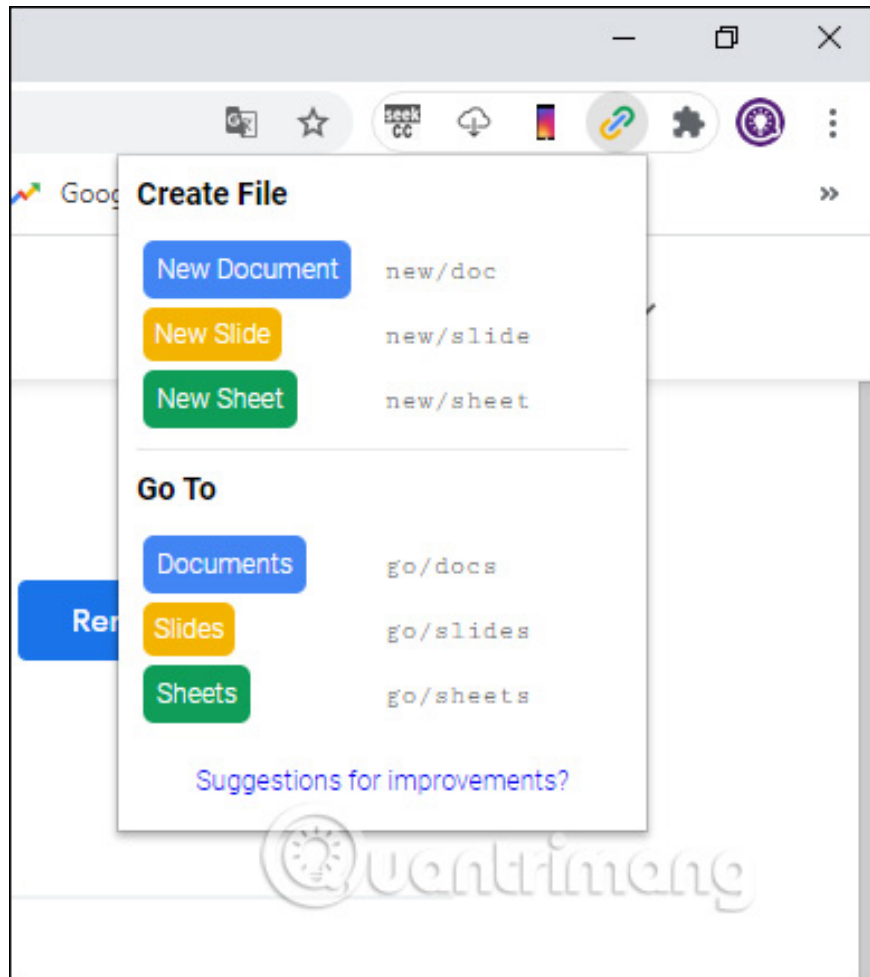 seek
CC
Goog
Create File
New Document new/doc
New Slide new/slide
New Sheet new/sheet
Go To
Documents go/docs
Slides go/slides
Sheets go/sheets
Rer
Suggestions for improvements?
Quantrimang